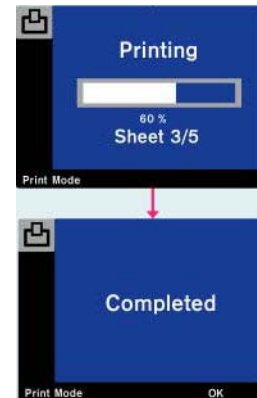 Printing
60 %
Sheet 3/5
Print Mode
Completed
Print Mode OK